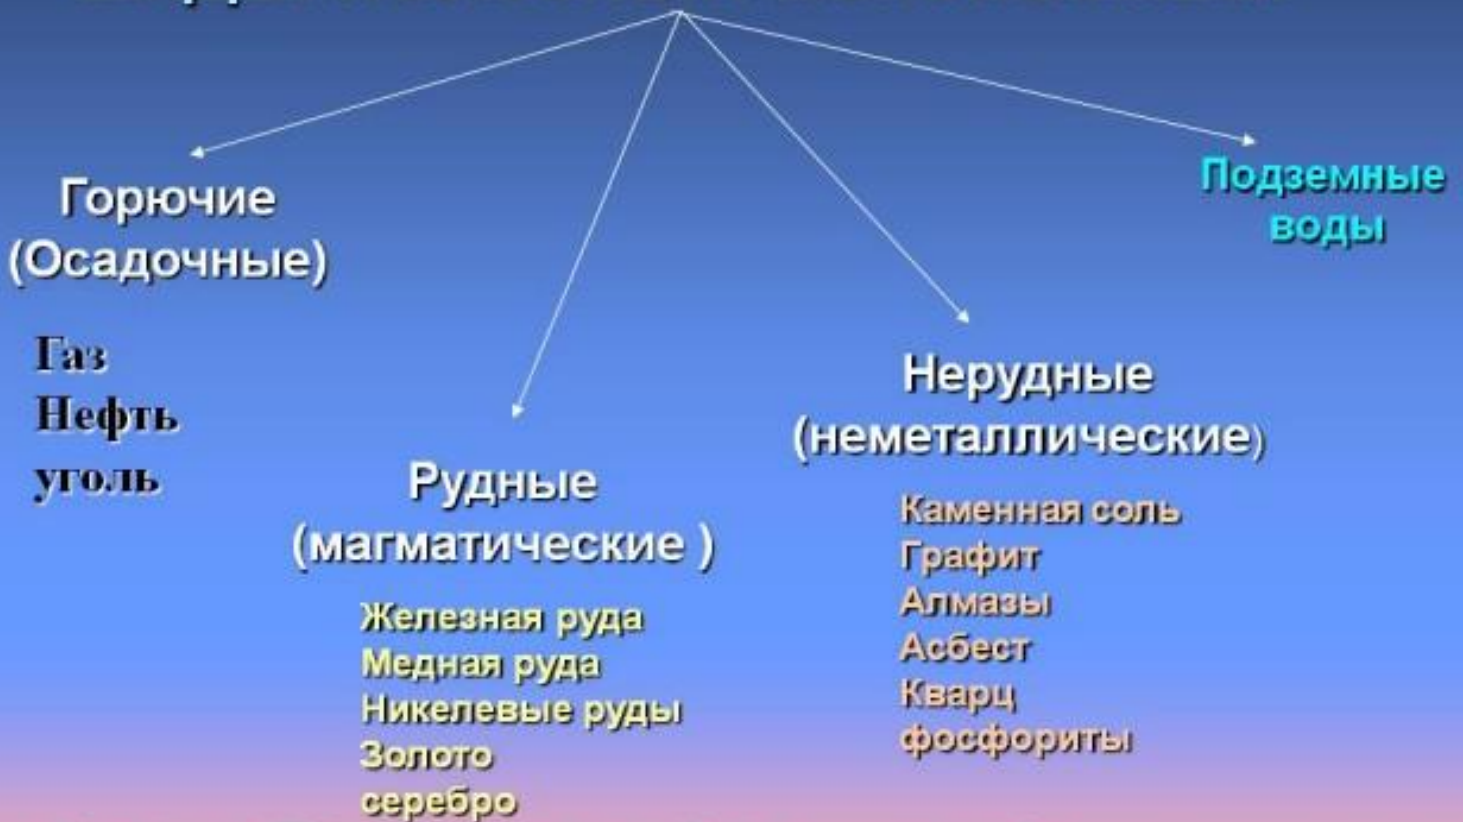 Горючие
(Осадочные)
Газ
Нефть
уголь
Рудные
(магматические )
Железная руда
Медная руда
Никелевые руды
Золото
серебро
Нерудные
(неметаллические)
Каменная соль
Графит
Алмазы
Асбест
Кварц
фосфориты
Подземные
воды